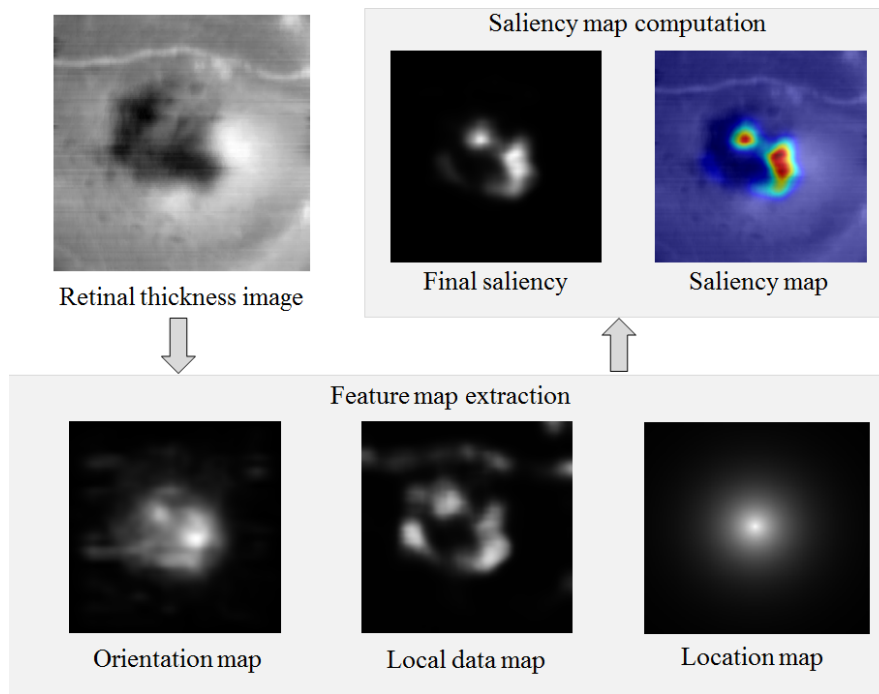 Saliency map computation
Final saliency
Saliency map
Retinal thickness image
Feature map extraction
Orientation map
Local data map
Location map